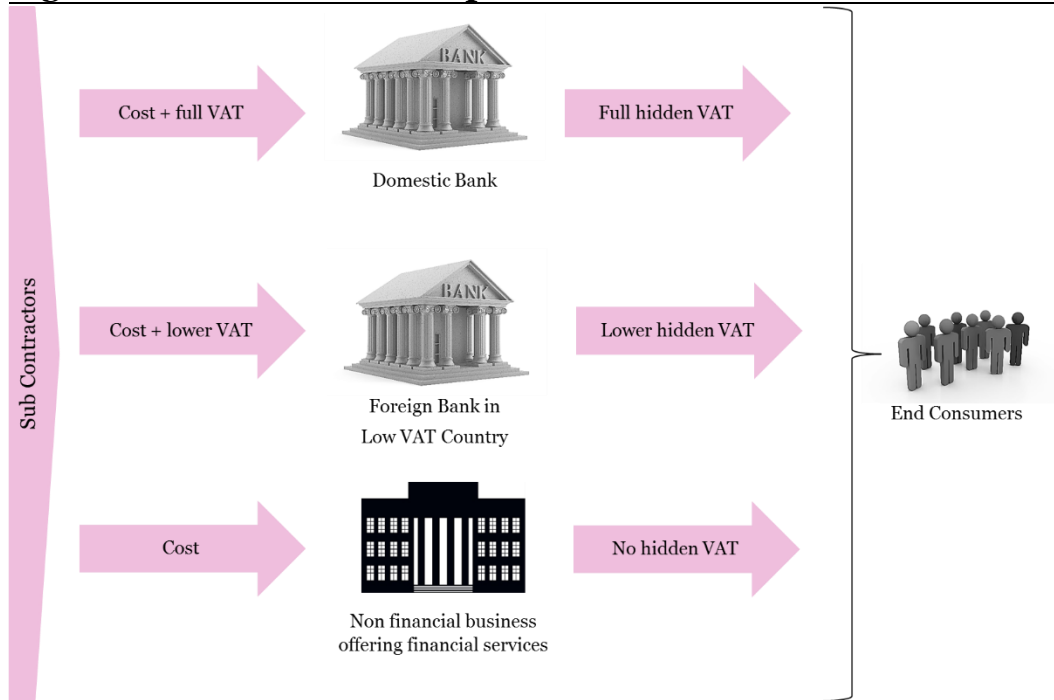 Cost + full VAT
BANK
Full hidden VAT
Domestic Bank
Sub Contractors
Cost + lower VAT
BANK
Lower hidden VAT
Foreign Bank in
Low VAT Country
End Consumers
Cost
No hidden VAT
Non financial business
offering financial services